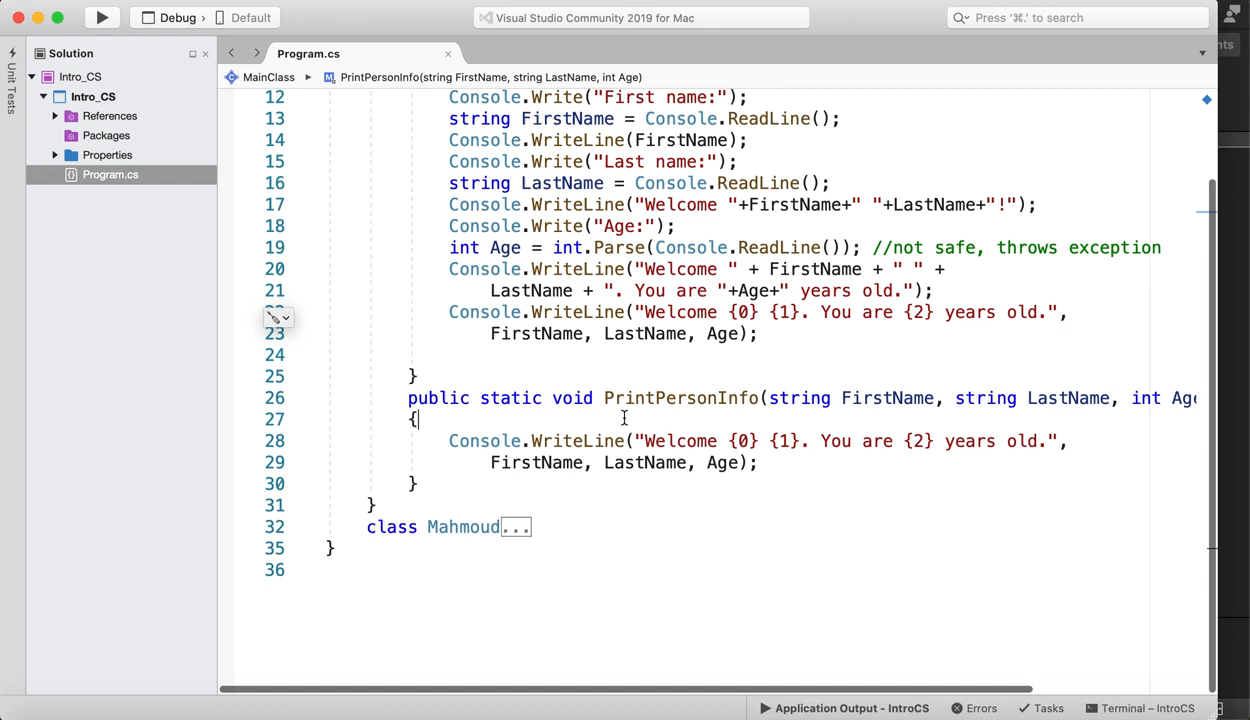 Debug › Default
Visual Studio Community 2019 for Mac
Press '⌘.' to search
nts
Unit Tests
Solution
Intro_CS
Intro_CS
References
Packages
Properties
Program.cs
Program.cs
MainClass ▸ PrintPersonInfo(string FirstName, string LastName, int Age)
12 Console.Write("First name:");
13 string FirstName = Console.ReadLine();
14 Console.WriteLine(FirstName);
15 Console.Write("Last name:");
16 string LastName = Console.ReadLine();
17 Console.WriteLine("Welcome "+FirstName+" "+LastName+"!");
18 Console.Write("Age:");
19 int Age = int.Parse(Console.ReadLine()); //not safe, throws exception
20 Console.WriteLine("Welcome " + FirstName + " " +
21 LastName + ". You are "+Age+" years old.");
Console.WriteLine("Welcome {0} {1}. You are {2} years old.",
23 FirstName, LastName, Age);
24
25 }
26 public static void PrintPersonInfo(string FirstName, string LastName, int Age
27 {
28 Console.WriteLine("Welcome {0} {1}. You are {2} years old.",
29 FirstName, LastName, Age);
30 }
31 }
32 class Mahmoud...
35 }
36
Application Output - IntroCS Errors Tasks Terminal – IntroCS